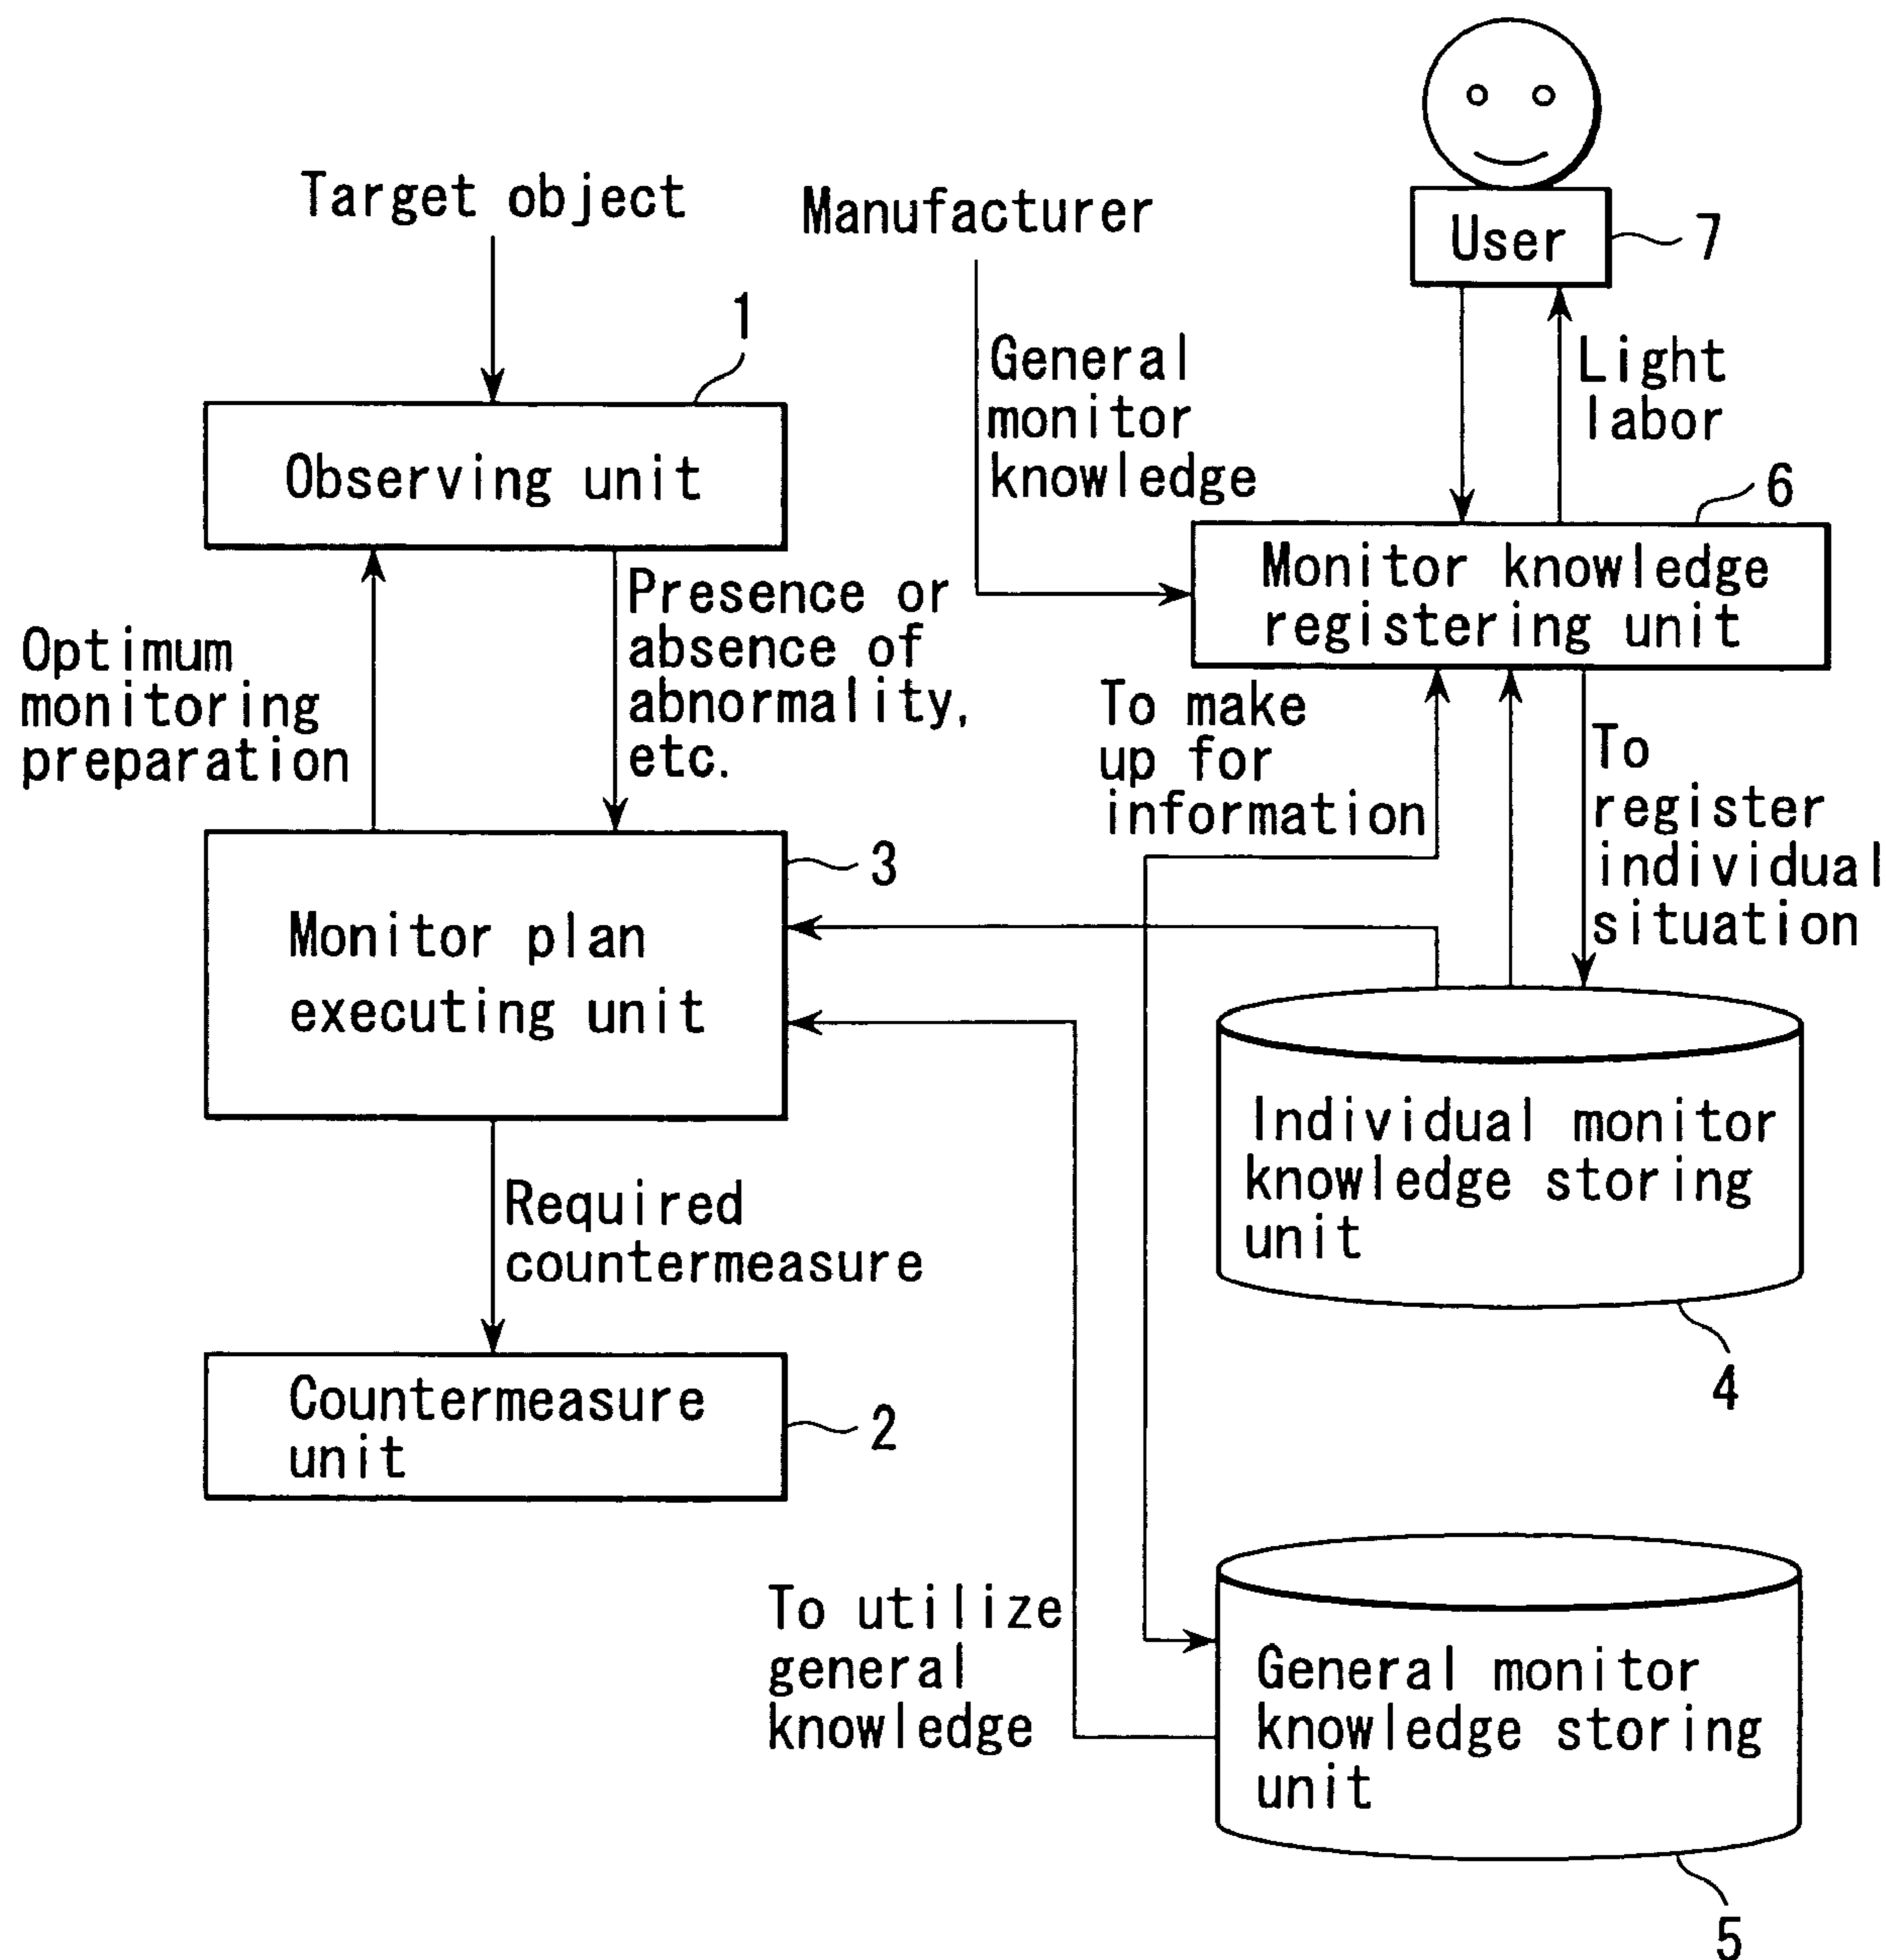 Target object
Manufacturer
User
7
1
General
monitor
knowledge
Light
labor
Observing unit
6
Monitor knowledge
registering unit
Optimum
monitoring
preparation
Presence or
absence of
abnormality,
etc.
To make
up for
information
To
register
individual
situation
3
Monitor plan
executing unit
Individual monitor
knowledge storing
unit
4
Required
countermeasure
Countermeasure
unit
2
To utilize
general
knowledge
General monitor
knowledge storing
unit
5